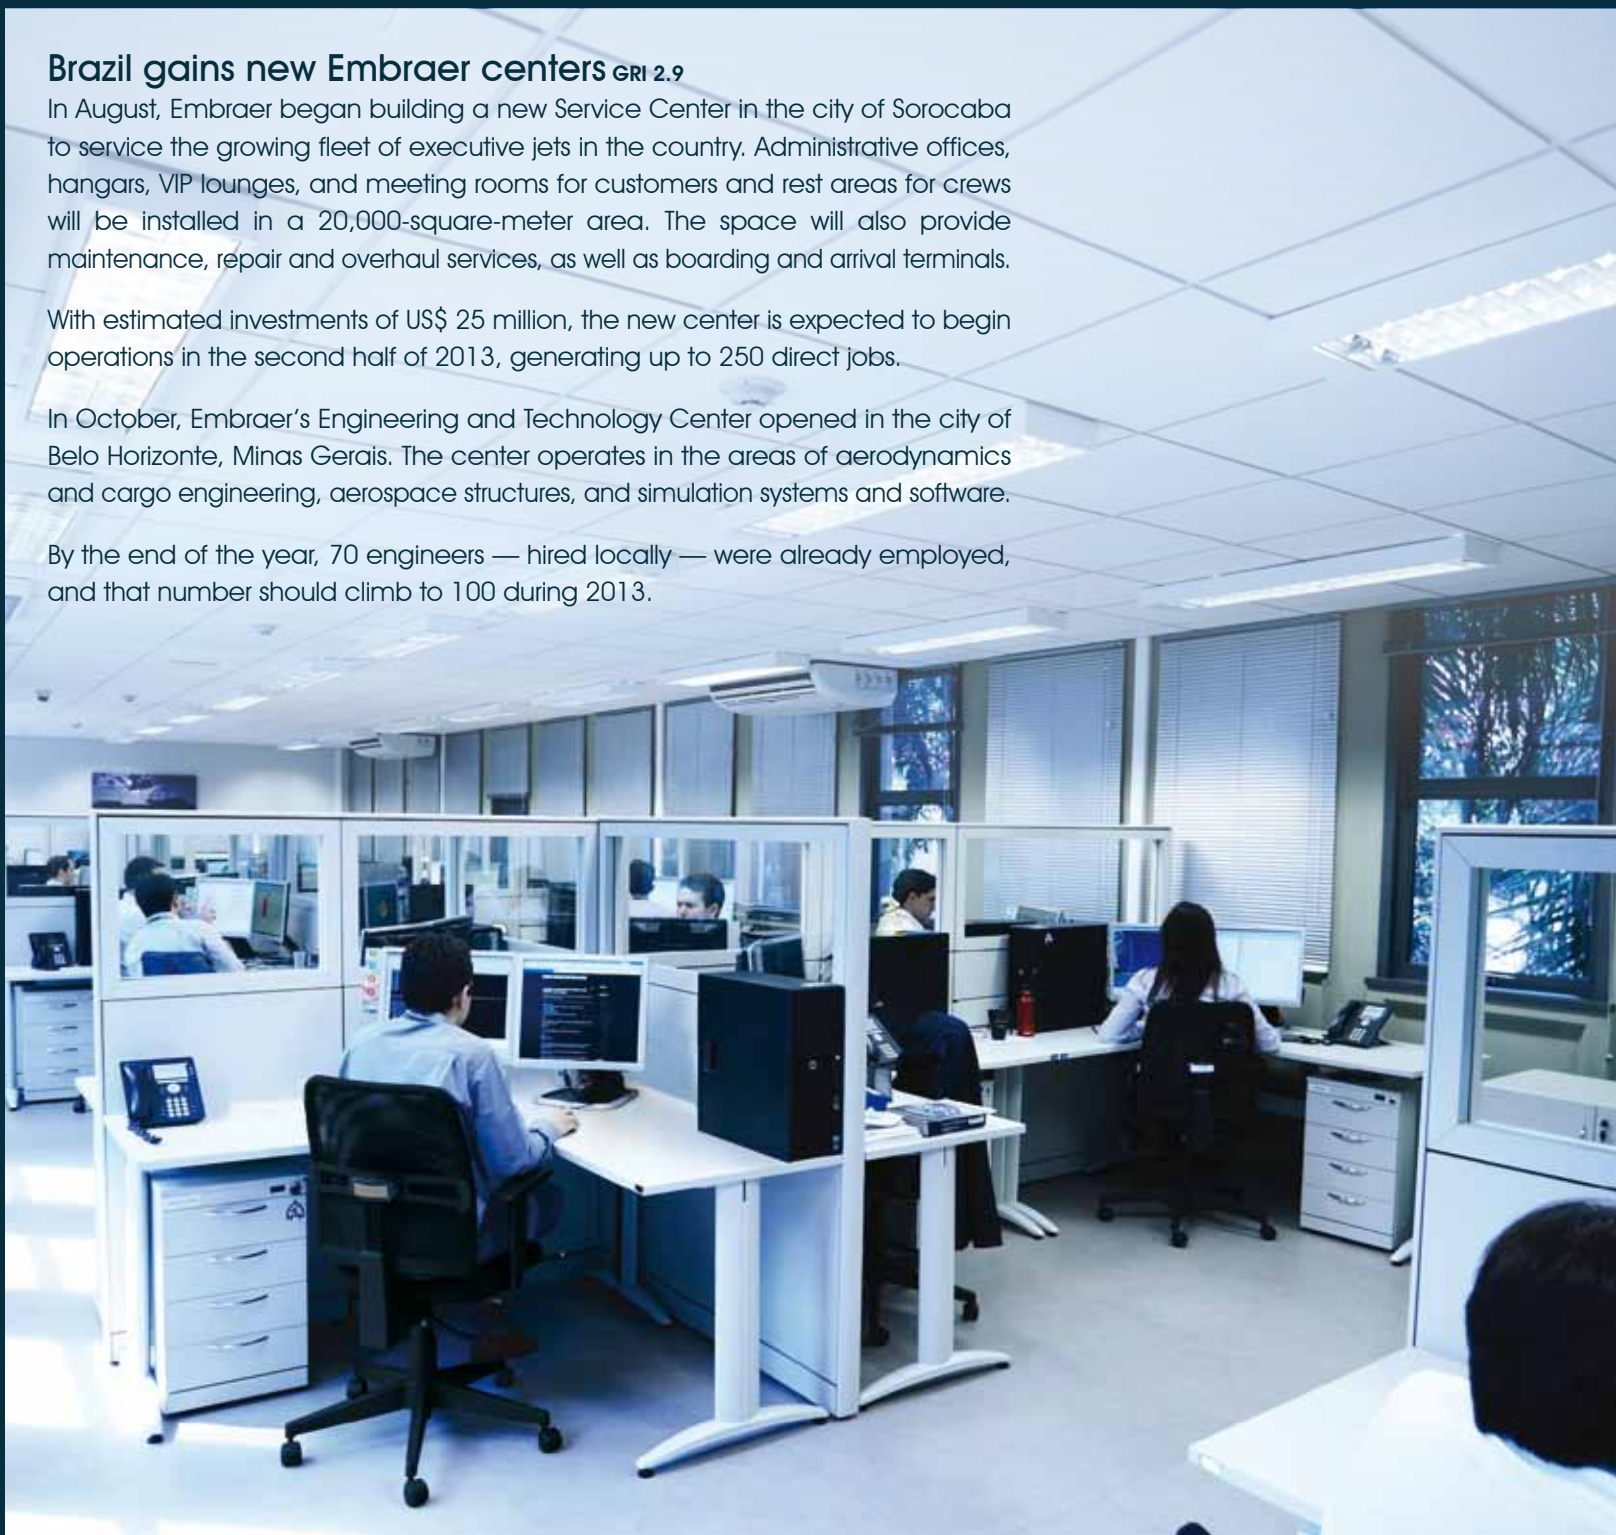 Brazil gains new Embraer centers GRI 2.9
In August, Embraer began building a new Service Center in the city of Sorocaba
to service the growing fleet of executive jets in the country. Administrative offices,
hangars, VIP lounges, and meeting rooms for customers and rest areas for crews
will be installed in a 20,000-square-meter area. The space will also provide
maintenance, repair and overhaul services, as well as boarding and arrival terminals.
With estimated investments of US$ 25 million, the new center is expected to begin
operations in the second half of 2013, generating up to 250 direct jobs.
In October, Embraer’s Engineering and Technology Center opened in the city of
Belo Horizonte, Minas Gerais. The center operates in the areas of aerodynamics
and cargo engineering, aerospace structures, and simulation systems and software.
By the end of the year, 70 engineers — hired locally — were already employed,
and that number should climb to 100 during 2013.